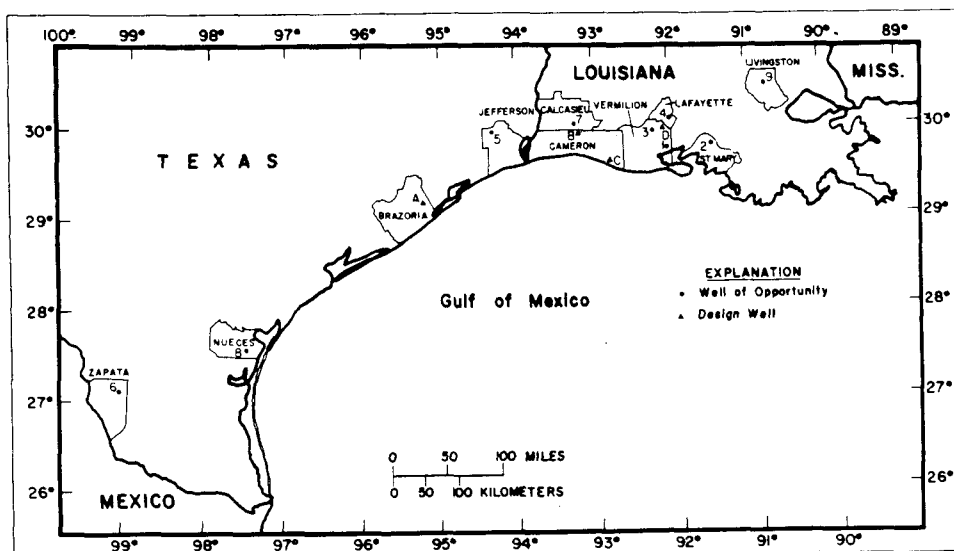 100° 99° 98° 97° 96° 95° 94° 93° 92° 91° 90° 89°
LOUISIANA
LIVINGSTON
9
MISS.
JEFFERSON
CALCASIEU
VERMILION
LAFAYETTE
30°
5
7
8
CAMERON
3
4
D
1
2
ST MARY
30°
TEXAS
C
A
BRAZORIA
29°
29°
EXPLANATION
Well of Opportunity
Design Well
28°
Gulf of Mexico
28°
NUECES
8
ZAPATA
6
27°
27°
0 50 100 MILES
0 50 100 KILOMETERS
26°
MEXICO
26°
99° 98° 97° 96° 95° 94° 93° 92° 91° 90°